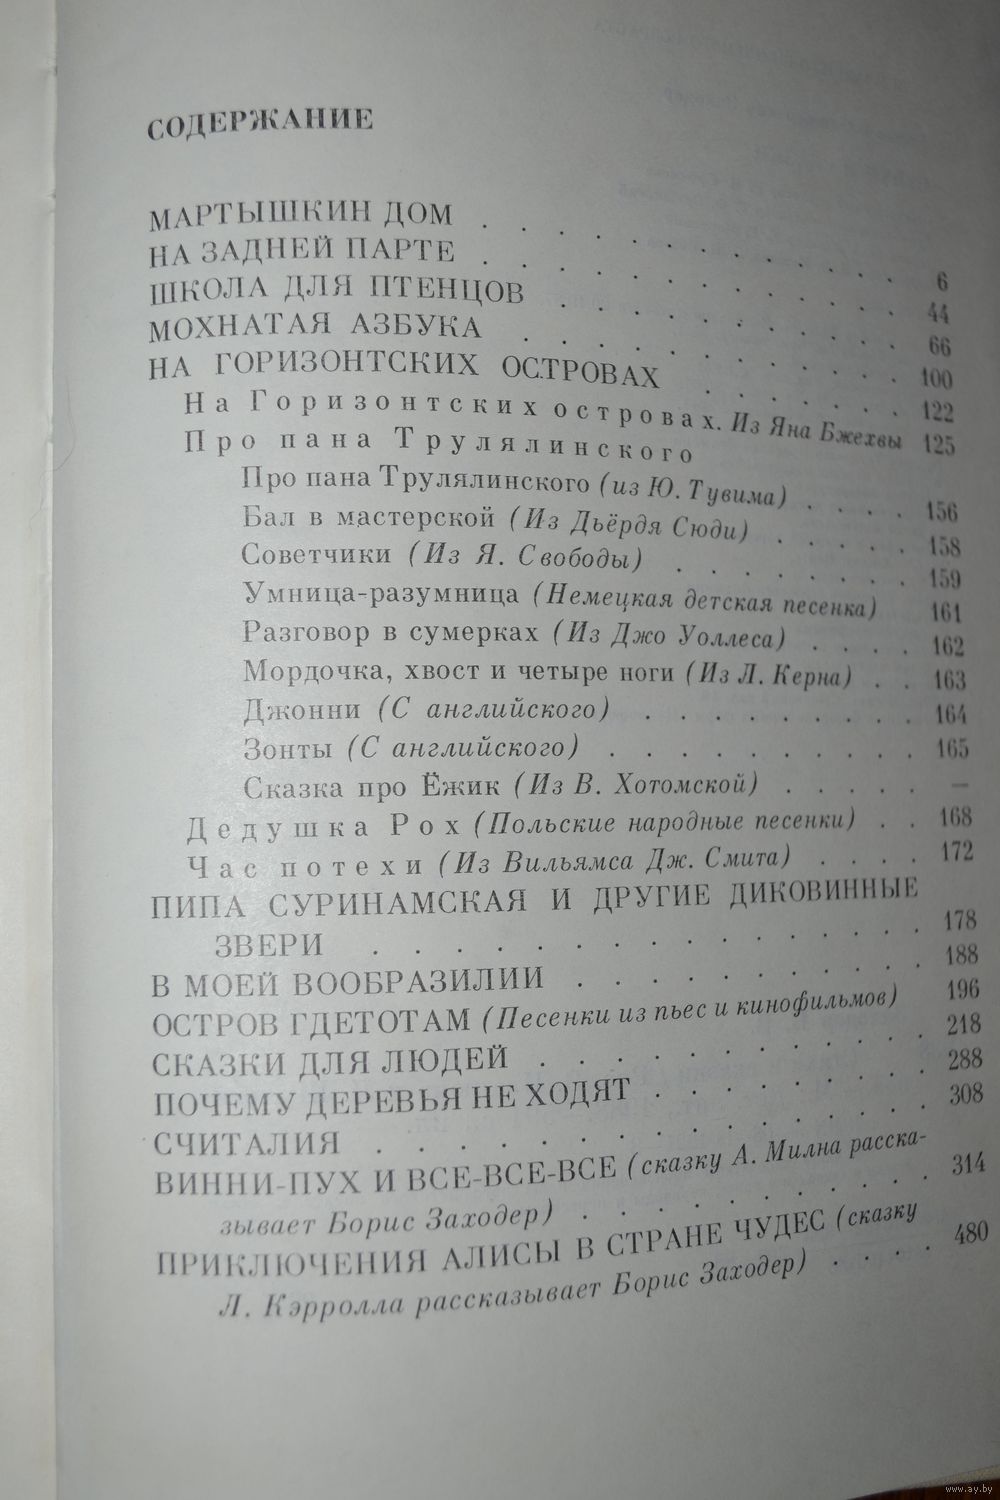 СОДЕРЖАНИЕ
МАРТЫШКИН ДОМ . . . . . . . . . . . . 6
НА ЗАДНЕЙ ПАРТЕ . . . . . . . . . . . . 44
ШКОЛА ДЛЯ ПТЕНЦОВ . . . . . . . . . . 66
МОХНАТАЯ АЗБУКА . . . . . . . . . . . 100
НА ГОРИЗОНТСКИХ ОСТРОВАХ . . . . . . 122
На Горизонтских островах. Из Яна Бжехвы 125
Про пана Трулялинского
Про пана Трулялинского (из Ю. Тувима) . . . . 156
Бал в мастерской (Из Дьёрдя Сюди) . . . . . 158
Советчики (Из Я. Свободы) . . . . . . . . 159
Умница-разумница (Немецкая детская песенка) 161
Разговор в сумерках (Из Джо Уоллеса) . . . . 162
Мордочка, хвост и четыре ноги (Из Л. Керна) . . 163
Джонни (С английского) . . . . . . . . . 164
Зонты (С английского) . . . . . . . . . . 165
Сказка про Ёжик (Из В. Хотомской) . . . . . —
Дедушка Рох (Польские народные песенки) . . 168
Час потехи (Из Вильямса Дж. Смита) . . . . 172
ПИПА СУРИНАМСКАЯ И ДРУГИЕ ДИКОВИННЫЕ
ЗВЕРИ . . . . . . . . . . . . . . 178
В МОЕЙ ВООБРАЗИЛИИ . . . . . . . . . 188
ОСТРОВ ГДЕТОТАМ (Песенки из пьес и кинофильмов) 196
СКАЗКИ ДЛЯ ЛЮДЕЙ . . . . . . . . . . 218
ПОЧЕМУ ДЕРЕВЬЯ НЕ ХОДЯТ . . . . . . . 288
СЧИТАЛИЯ . . . . . . . . . . . . . . 308
ВИННИ-ПУХ И ВСЕ-ВСЕ-ВСЕ (сказку А. Милна расска-
зывает Борис Заходер) . . . . . . . . . 314
ПРИКЛЮЧЕНИЯ АЛИСЫ В СТРАНЕ ЧУДЕС (сказку
Л. Кэрролла рассказывает Борис Заходер) . . . . 480
www.ay.by